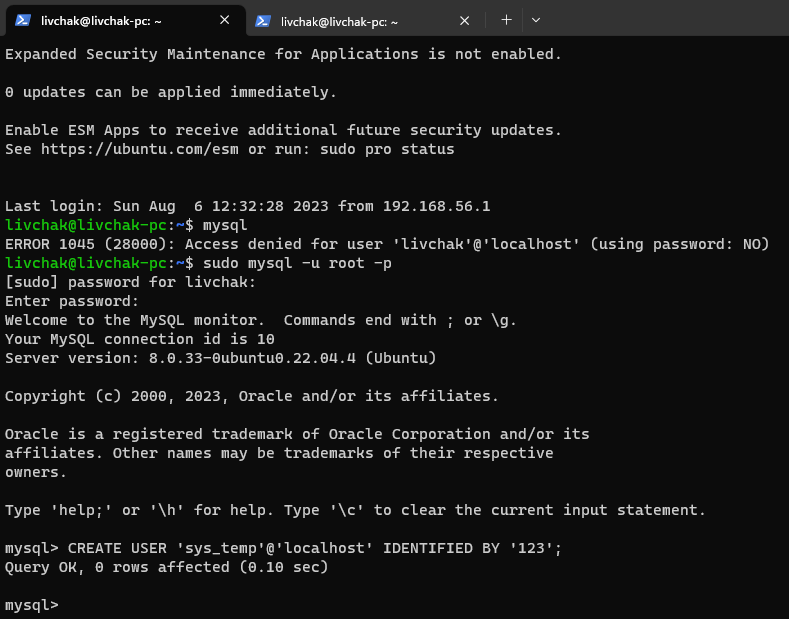 livchak@livchak-pc: ~
livchak@livchak-pc: ~
Expanded Security Maintenance for Applications is not enabled.
0 updates can be applied immediately.
Enable ESM Apps to receive additional future security updates.
See https://ubuntu.com/esm or run: sudo pro status
Last login: Sun Aug  6 12:32:28 2023 from 192.168.56.1
livchak@livchak-pc:~$ mysql
ERROR 1045 (28000): Access denied for user 'livchak'@'localhost' (using password: NO)
livchak@livchak-pc:~$ sudo mysql -u root -p
[sudo] password for livchak:
Enter password:
Welcome to the MySQL monitor.  Commands end with ; or \g.
Your MySQL connection id is 10
Server version: 8.0.33-0ubuntu0.22.04.4 (Ubuntu)
Copyright (c) 2000, 2023, Oracle and/or its affiliates.
Oracle is a registered trademark of Oracle Corporation and/or its
affiliates. Other names may be trademarks of their respective
owners.
Type 'help;' or '\h' for help. Type '\c' to clear the current input statement.
mysql> CREATE USER 'sys_temp'@'localhost' IDENTIFIED BY '123';
Query OK, 0 rows affected (0.10 sec)
mysql>